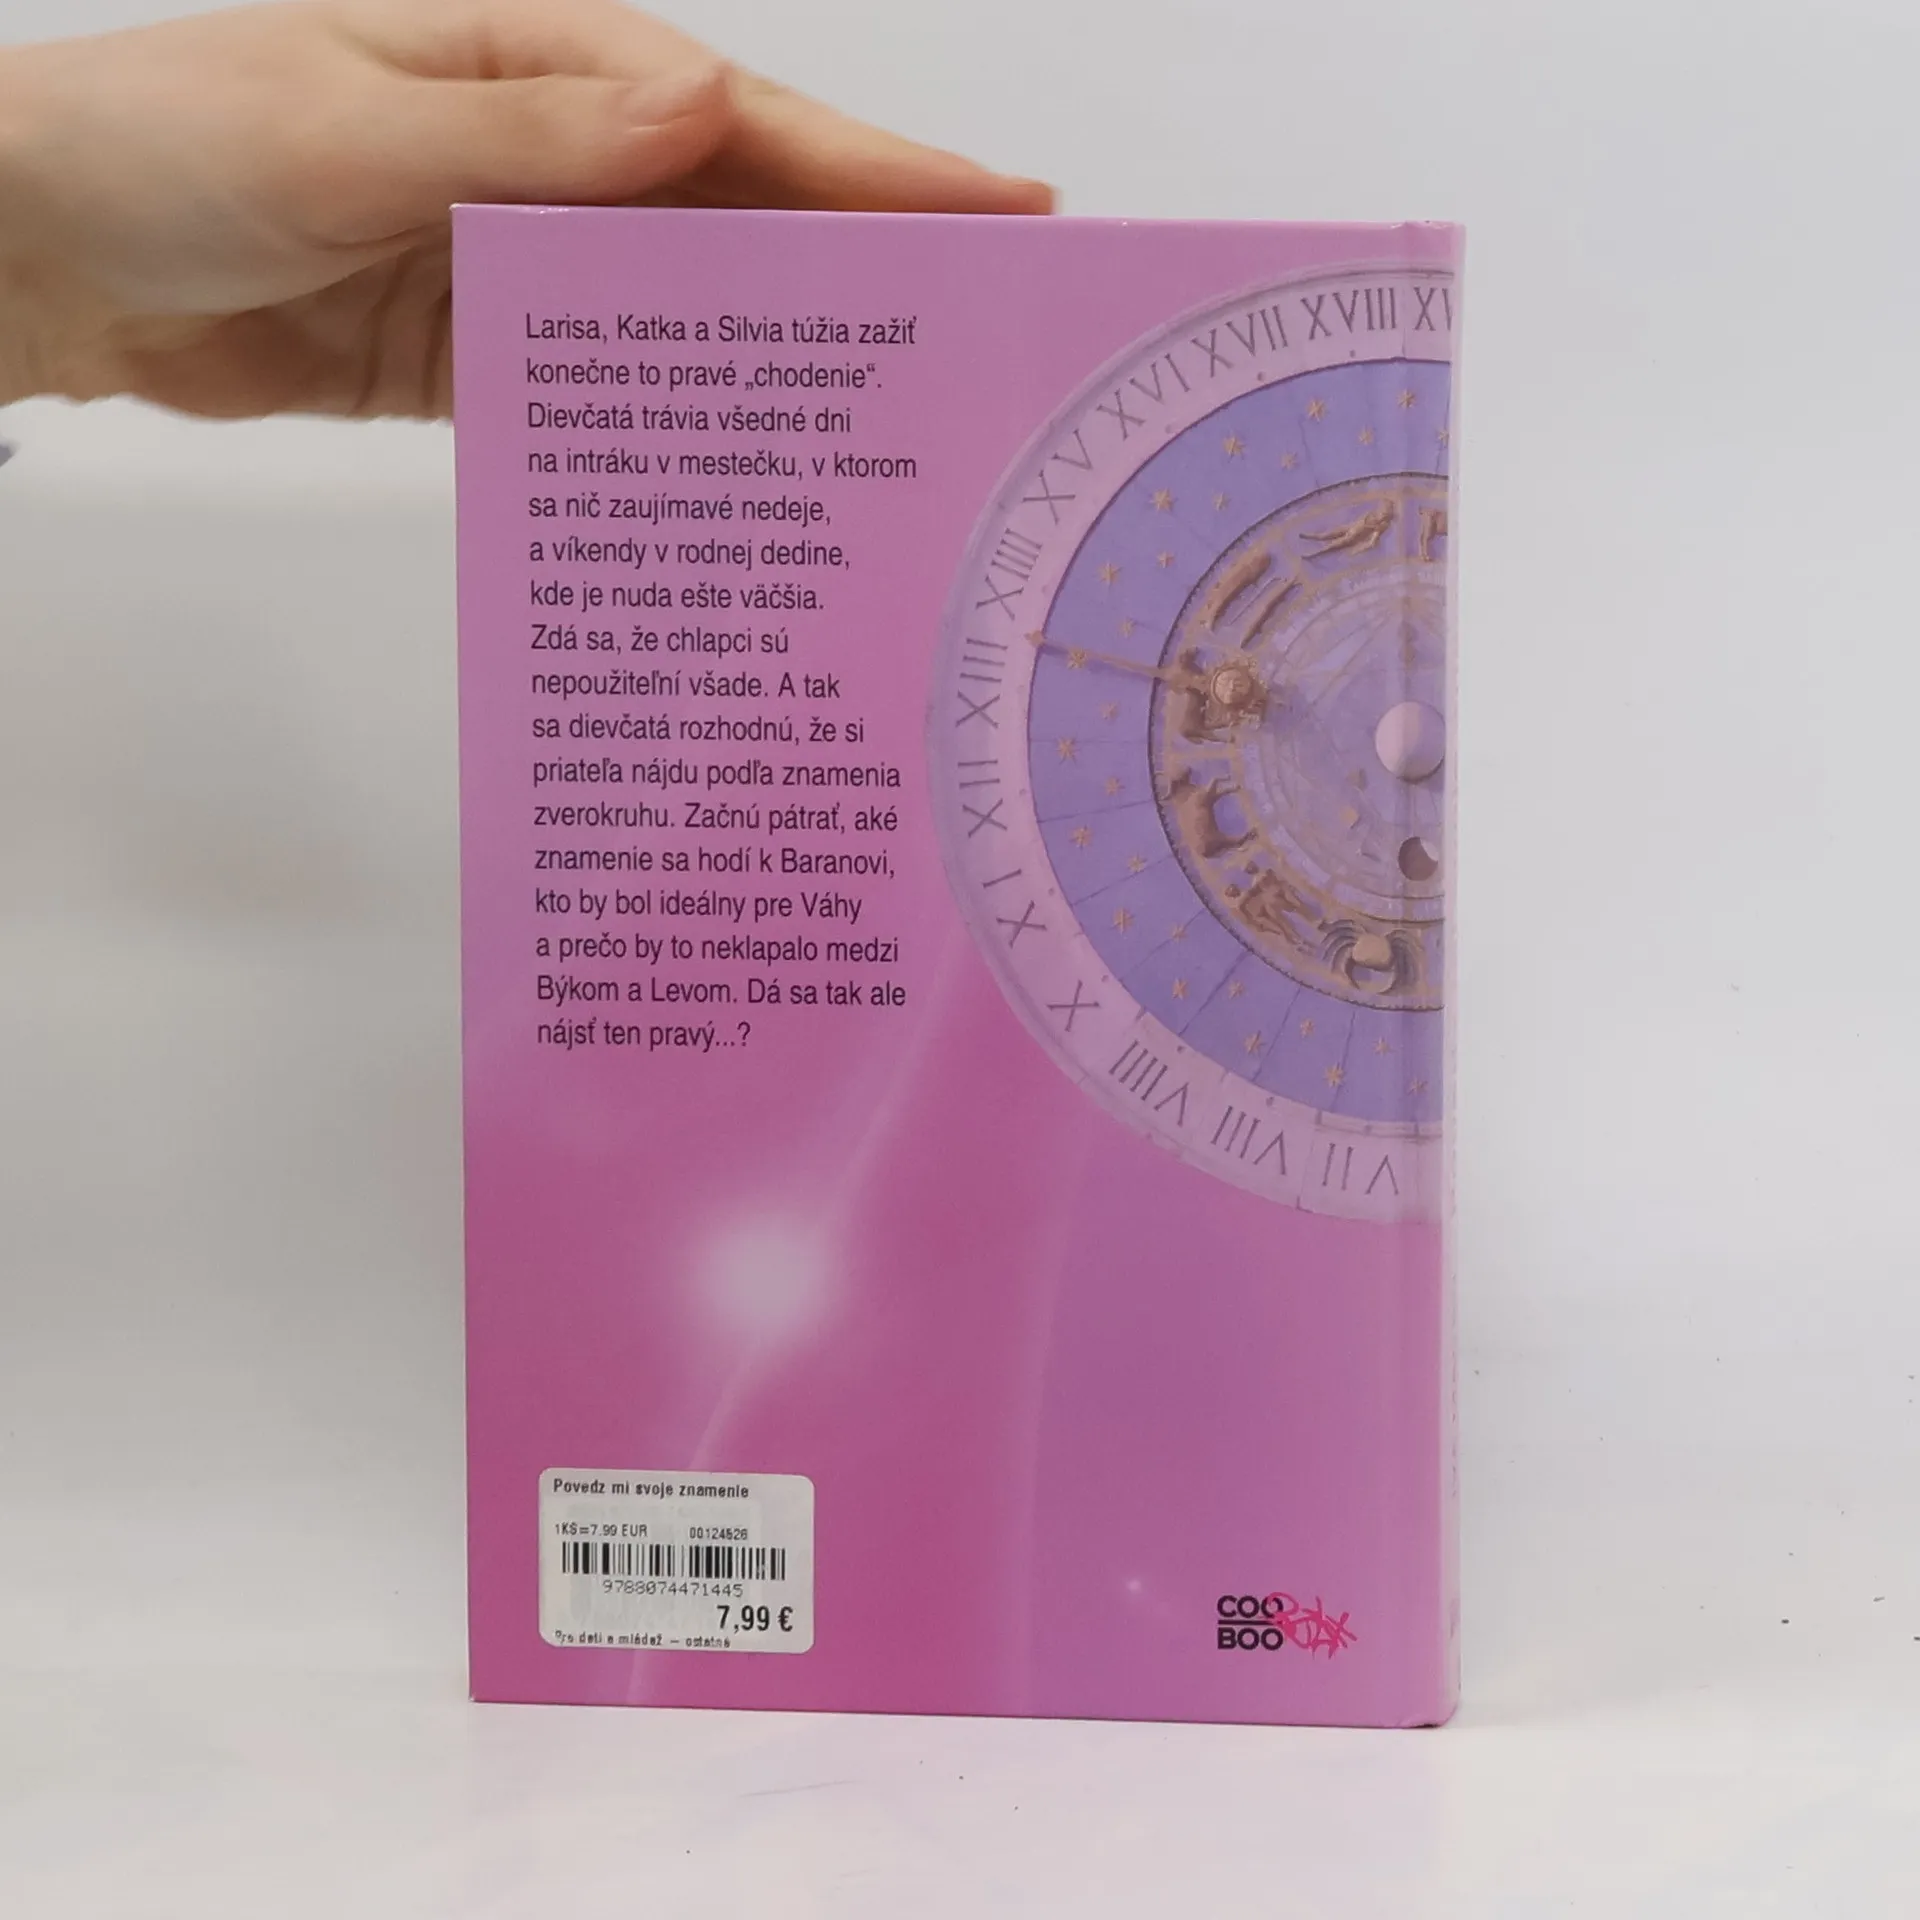 Larisa, Katka a Silvia túžia zažiť
konečne to pravé „chodenie“.
Dievčatá trávia všedné dni
na intráku v mestečku, v ktorom
sa nič zaujímavé nedeje,
a víkendy v rodnej dedine,
kde je nuda ešte väčšia.
Zdá sa, že chlapci sú
nepoužiteľní všade. A tak
sa dievčatá rozhodnú, že si
priateľa nájdu podľa znamenia
zverokruhu. Začnú pátrať, aké
znamenie sa hodí k Baranovi,
kto by bol ideálny pre Váhy
a prečo by to neklapalo medzi
Býkom a Levom. Dá sa tak ale
nájsť ten pravý...?
XVIII
XVII
XVI
XV
XIIII
XIII
XII
XI
X
VIIII
VIII
VII
Povedz mi svoje znamenie
1KS=7.99 EUR 00124526
9788074471445
7,99 €
Pre deti a mládež – ostatné
COO
BOO